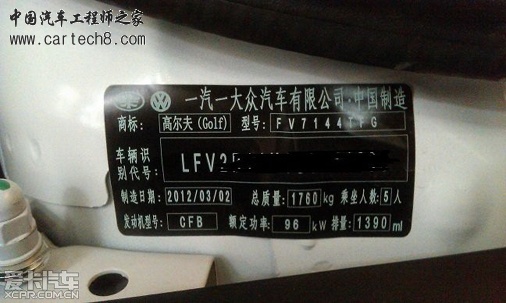 中国汽车工程师之家
www.cartech8.com
一汽一大众汽车有限公司·中国制造
商标: 高尔夫(Golf) 型号: FV7144TFG
车辆识别代号: LFV2
制造日期: 2012/03/02 总质量: 1760 kg 乘坐人数: 5 人
发动机型号: CFB 额定功率: 96 kW 排量: 1390 ml
爱卡汽车
XCAR.COM.CN